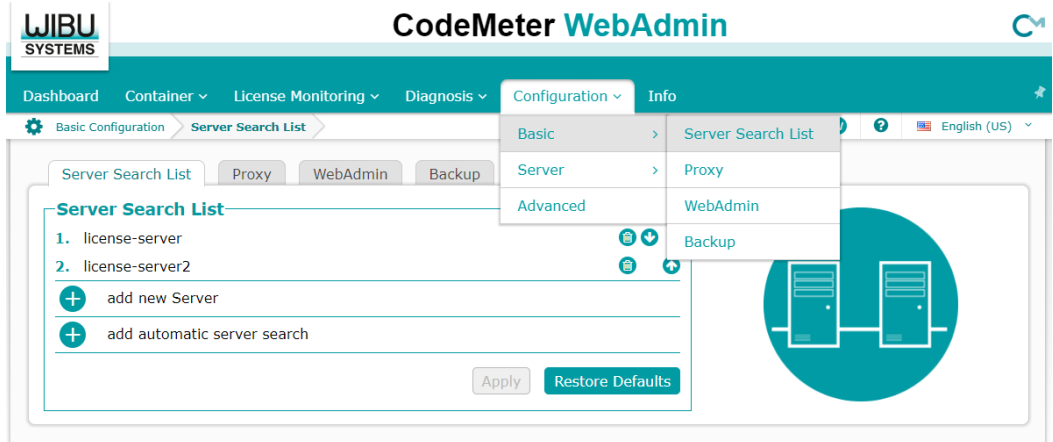 WIBU
SYSTEMS
CodeMeter WebAdmin
Dashboard Container License Monitoring Diagnosis Configuration Info
Basic Configuration Server Search List English (US)
Basic Server Search List
Server Proxy
Advanced WebAdmin
Backup
Server Search List Proxy WebAdmin Backup
Server Search List
1. license-server
2. license-server2
add new Server
add automatic server search
Apply Restore Defaults